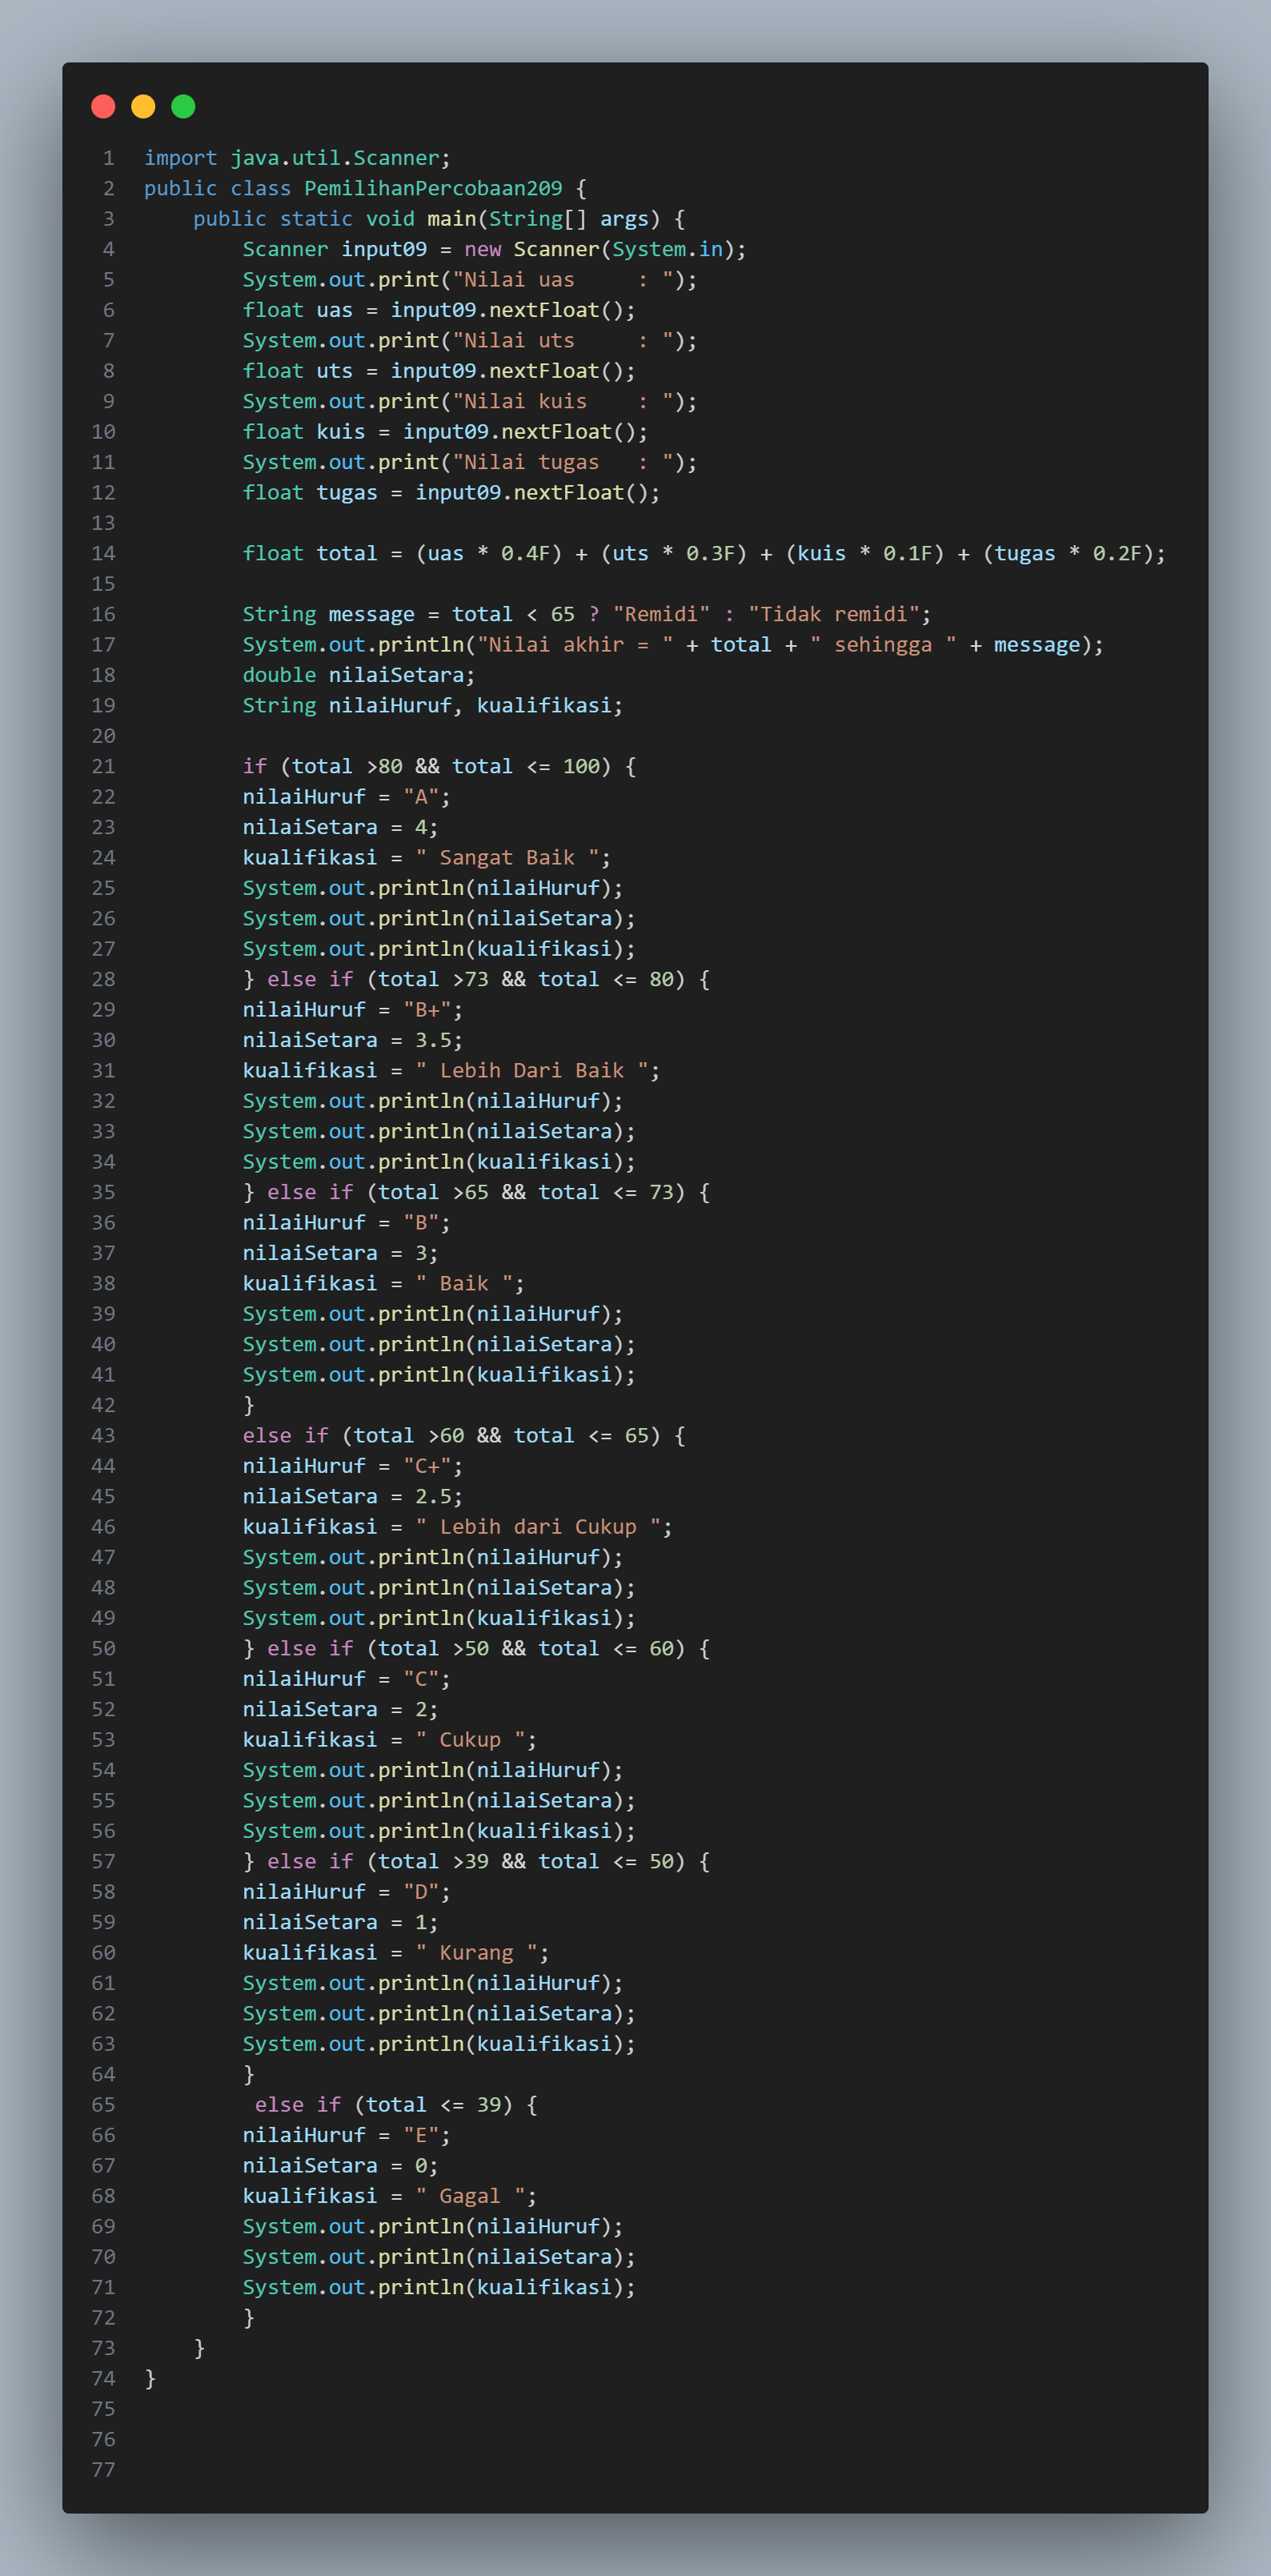 1 import java.util.Scanner;
2 public class PemilihanPercobaan209 {
3     public static void main(String[] args) {
4         Scanner input09 = new Scanner(System.in);
5         System.out.print("Nilai uas     : ");
6         float uas = input09.nextFloat();
7         System.out.print("Nilai uts     : ");
8         float uts = input09.nextFloat();
9         System.out.print("Nilai kuis    : ");
10         float kuis = input09.nextFloat();
11         System.out.print("Nilai tugas   : ");
12         float tugas = input09.nextFloat();
13
14         float total = (uas * 0.4F) + (uts * 0.3F) + (kuis * 0.1F) + (tugas * 0.2F);
15
16         String message = total < 65 ? "Remidi" : "Tidak remidi";
17         System.out.println("Nilai akhir = " + total + " sehingga " + message);
18         double nilaiSetara;
19         String nilaiHuruf, kualifikasi;
20
21         if (total >80 && total <= 100) {
22         nilaiHuruf = "A";
23         nilaiSetara = 4;
24         kualifikasi = " Sangat Baik ";
25         System.out.println(nilaiHuruf);
26         System.out.println(nilaiSetara);
27         System.out.println(kualifikasi);
28         } else if (total >73 && total <= 80) {
29         nilaiHuruf = "B+";
30         nilaiSetara = 3.5;
31         kualifikasi = " Lebih Dari Baik ";
32         System.out.println(nilaiHuruf);
33         System.out.println(nilaiSetara);
34         System.out.println(kualifikasi);
35         } else if (total >65 && total <= 73) {
36         nilaiHuruf = "B";
37         nilaiSetara = 3;
38         kualifikasi = " Baik ";
39         System.out.println(nilaiHuruf);
40         System.out.println(nilaiSetara);
41         System.out.println(kualifikasi);
42         }
43         else if (total >60 && total <= 65) {
44         nilaiHuruf = "C+";
45         nilaiSetara = 2.5;
46         kualifikasi = " Lebih dari Cukup ";
47         System.out.println(nilaiHuruf);
48         System.out.println(nilaiSetara);
49         System.out.println(kualifikasi);
50         } else if (total >50 && total <= 60) {
51         nilaiHuruf = "C";
52         nilaiSetara = 2;
53         kualifikasi = " Cukup ";
54         System.out.println(nilaiHuruf);
55         System.out.println(nilaiSetara);
56         System.out.println(kualifikasi);
57         } else if (total >39 && total <= 50) {
58         nilaiHuruf = "D";
59         nilaiSetara = 1;
60         kualifikasi = " Kurang ";
61         System.out.println(nilaiHuruf);
62         System.out.println(nilaiSetara);
63         System.out.println(kualifikasi);
64         }
65          else if (total <= 39) {
66         nilaiHuruf = "E";
67         nilaiSetara = 0;
68         kualifikasi = " Gagal ";
69         System.out.println(nilaiHuruf);
70         System.out.println(nilaiSetara);
71         System.out.println(kualifikasi);
72         }
73     }
74 }
75
76
77